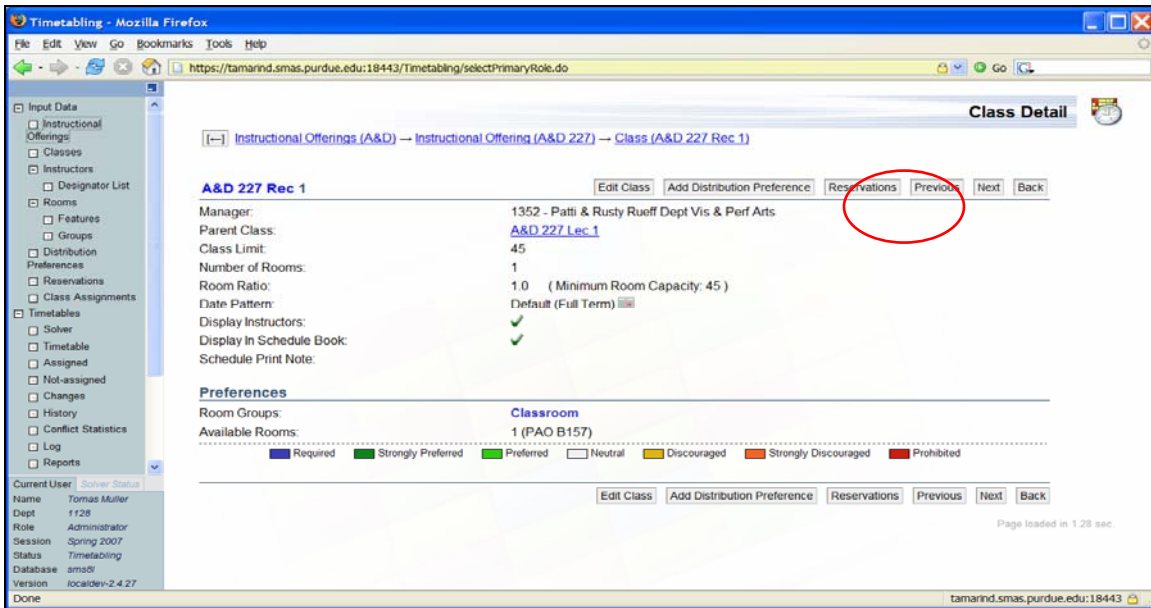 Timetabling - Mozilla Firefox
File Edit View Go Bookmarks Tools Help
https://tamarind.smas.purdue.edu:18443/Timetabling/selectPrimaryRole.do Go
Class Detail
Input Data
Instructional
Offerings
Classes
Instructors
Designator List
Rooms
Features
Groups
Distribution
Preferences
Reservations
Class Assignments
Timetables
Solver
Timetable
Assigned
Not-assigned
Changes
History
Conflict Statistics
Log
Reports
Current User Solver Status
Name Tomas Muller
Dept 1128
Role Administrator
Session Spring 2007
Status Timetabling
Database sms8l
Version localdev-2.4.27
[←] Instructional Offerings (A&D) → Instructional Offering (A&D 227) → Class (A&D 227 Rec 1)
A&D 227 Rec 1 Edit Class Add Distribution Preference Reservations Previous Next Back
Manager: 1352 - Patti & Rusty Rueff Dept Vis & Perf Arts
Parent Class: A&D 227 Lec 1
Class Limit: 45
Number of Rooms: 1
Room Ratio: 1.0 ( Minimum Room Capacity: 45 )
Date Pattern: Default (Full Term)
Display Instructors:
Display In Schedule Book:
Schedule Print Note:
Preferences
Room Groups: Classroom
Available Rooms: 1 (PAO B157)
Required Strongly Preferred Preferred Neutral Discouraged Strongly Discouraged Prohibited
Edit Class Add Distribution Preference Reservations Previous Next Back
Page loaded in 1.28 sec.
Done tamarind.smas.purdue.edu:18443